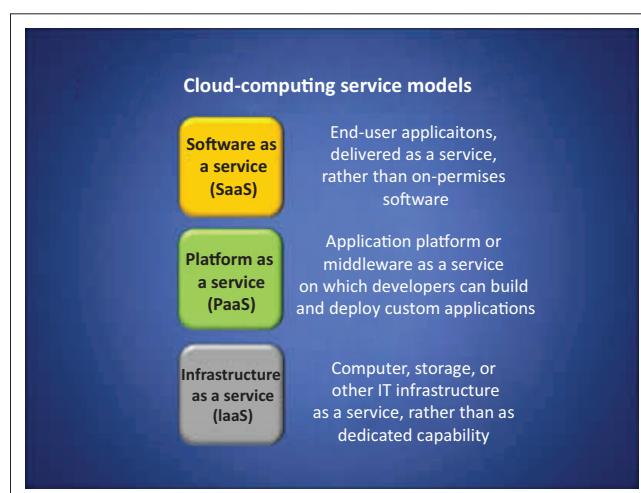 Cloud-computing service models
Software as
a service
(SaaS)
End-user applicaitons,
delivered as a service,
rather than on-permises
software
Platform as
a service
(PaaS)
Application platform or
middleware as a service
on which developers can build
and deploy custom applications
Infrastructure
as a service
(IaaS)
Computer, storage, or
other IT infrastructure
as a service, rather than as
dedicated capability